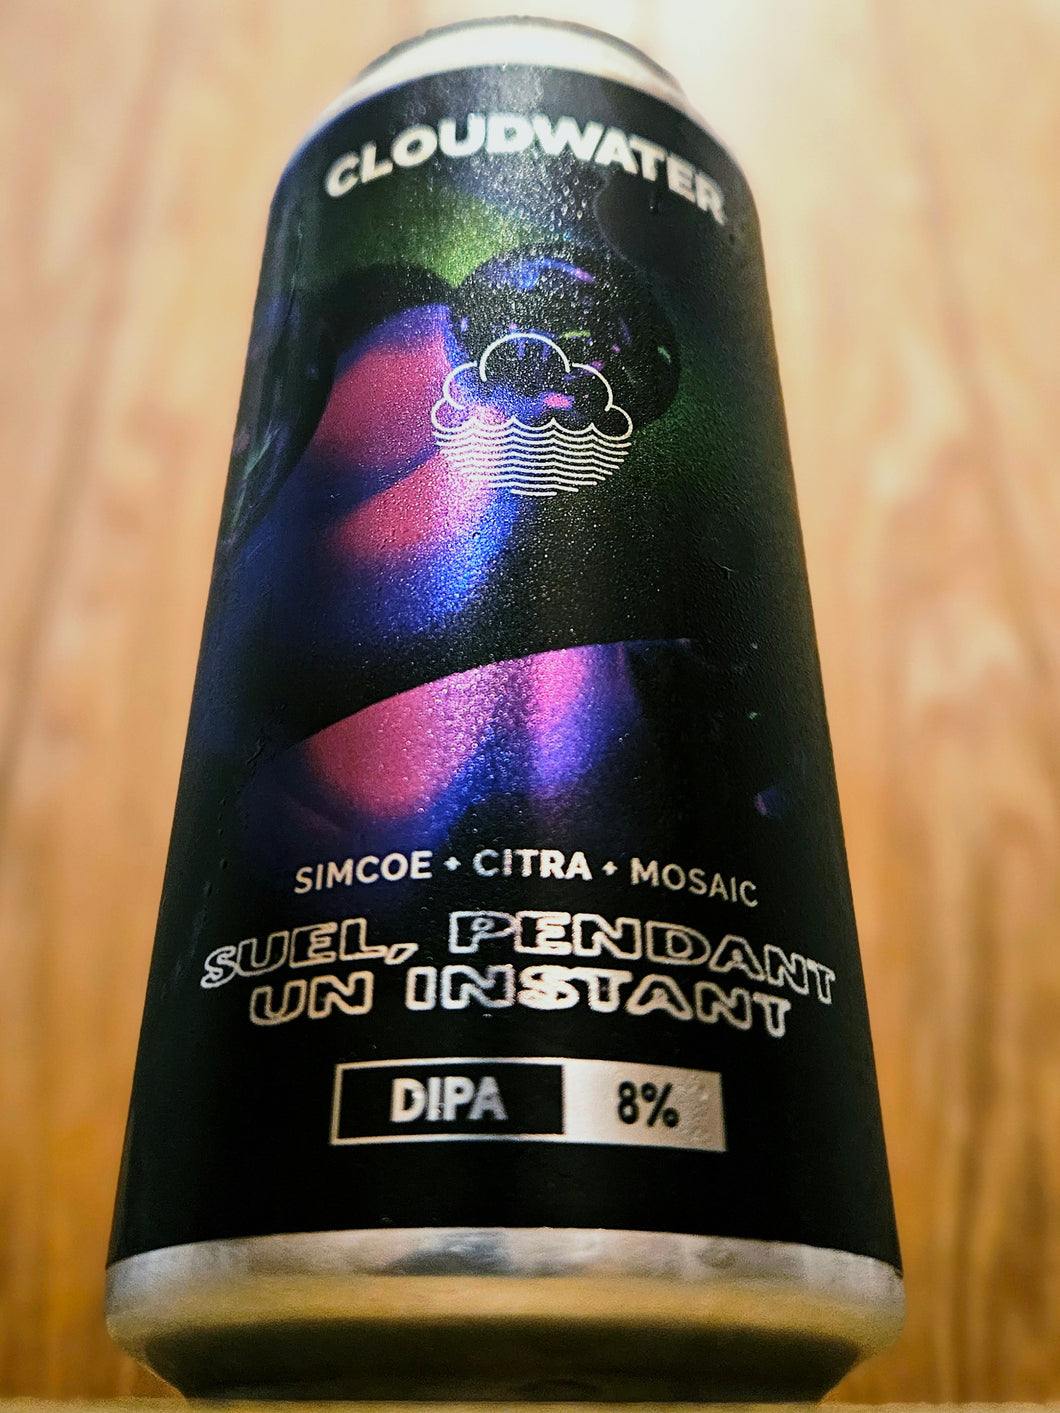 CLOUDWATER
SIMCOE + CITRA + MOSAIC
SUEL, PENDANT
UN INSTANT
DIPA 8%